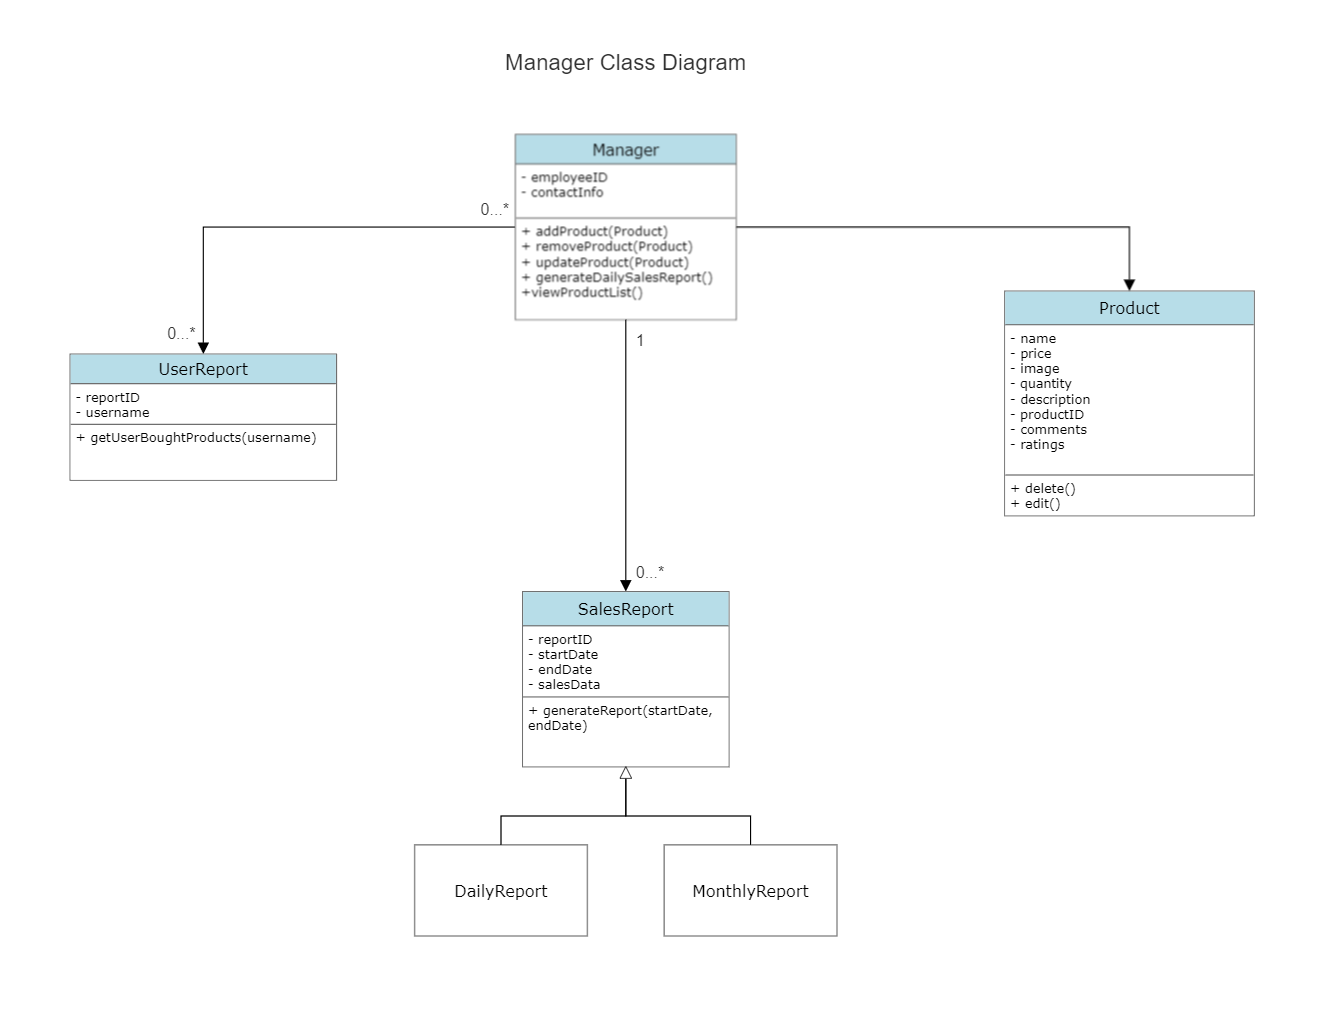 Manager Class Diagram
Manager
- employeeID
- contactInfo
+ addProduct(Product)
+ removeProduct(Product)
+ updateProduct(Product)
+ generateDailySalesReport()
+viewProductList()
0...*
0...*
1
0...*
UserReport
- reportID
- username
+ getUserBoughtProducts(username)
Product
- name
- price
- image
- quantity
- description
- productID
- comments
- ratings
+ delete()
+ edit()
SalesReport
- reportID
- startDate
- endDate
- salesData
+ generateReport(startDate,
endDate)
DailyReport
MonthlyReport